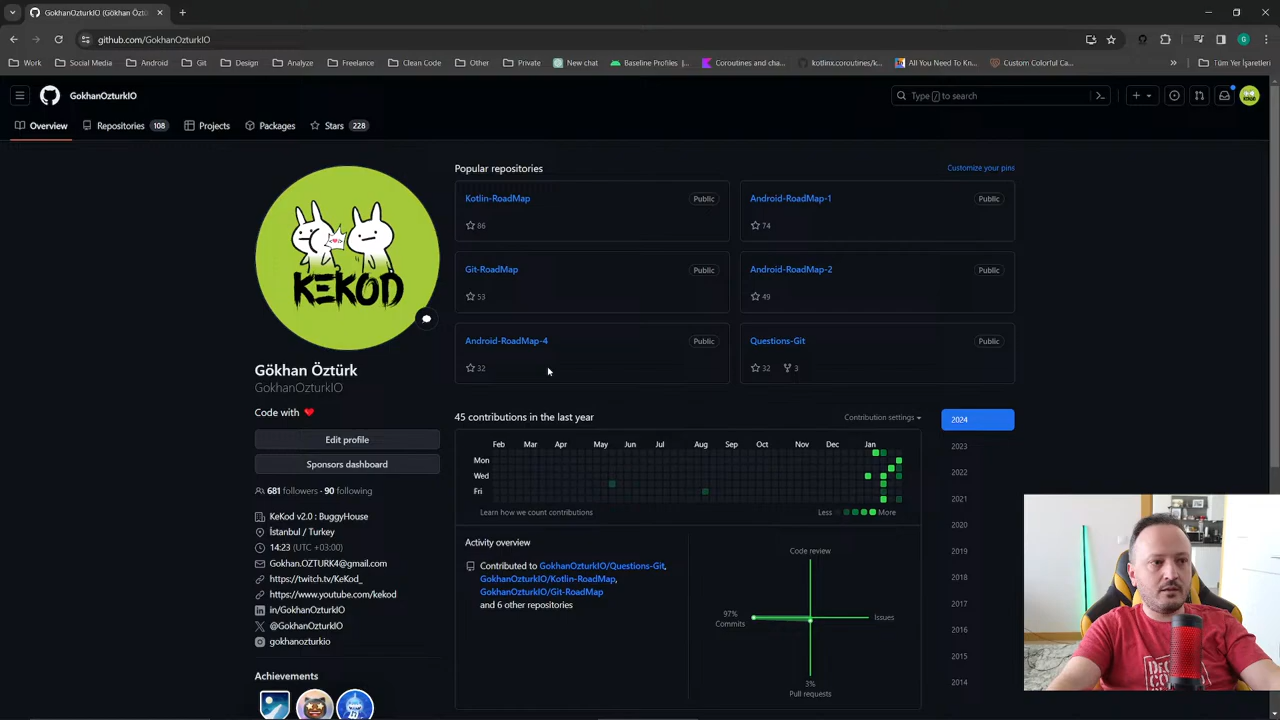 GokhanOzturkIO (Gökhan Öztü
github.com/GokhanOzturkIO
Work Social Media Android Git Design Analyze Freelance Clean Code Other Private New chat Baseline Profiles |... Coroutines and cha... kotlinx.coroutines/k... All You Need To Kn... Custom Colorful Ca... » Tüm Yer İşaretleri
GokhanOzturkIO
Type [/] to search
Overview Repositories 108 Projects Packages Stars 228
Popular repositories
Customize your pins
Kotlin-RoadMap Public
86
Android-RoadMap-1 Public
74
Git-RoadMap Public
53
Android-RoadMap-2 Public
49
Android-RoadMap-4 Public
32
Questions-Git Public
32 3
KEKOD
Gökhan Öztürk
GokhanOzturkIO
Code with
Edit profile
Sponsors dashboard
681 followers · 90 following
KeKod v2.0 : BuggyHouse
İstanbul / Turkey
14:23 (UTC +03:00)
Gokhan.OZTURK4@gmail.com
https://twitch.tv/KeKod_
https://www.youtube.com/kekod
in/GokhanOzturkIO
@GokhanOzturkIO
gokhanozturkio
Achievements
45 contributions in the last year
Contribution settings
Feb Mar Apr May Jun Jul Aug Sep Oct Nov Dec Jan
Mon
Wed
Fri
Learn how we count contributions
Less More
2024
2023
2022
2021
2020
2019
2018
2017
2016
2015
2014
Activity overview
Contributed to GokhanOzturkIO/Questions-Git,
GokhanOzturkIO/Kotlin-RoadMap,
GokhanOzturkIO/Git-RoadMap
and 6 other repositories
Code review
97%
Commits
Issues
3%
Pull requests